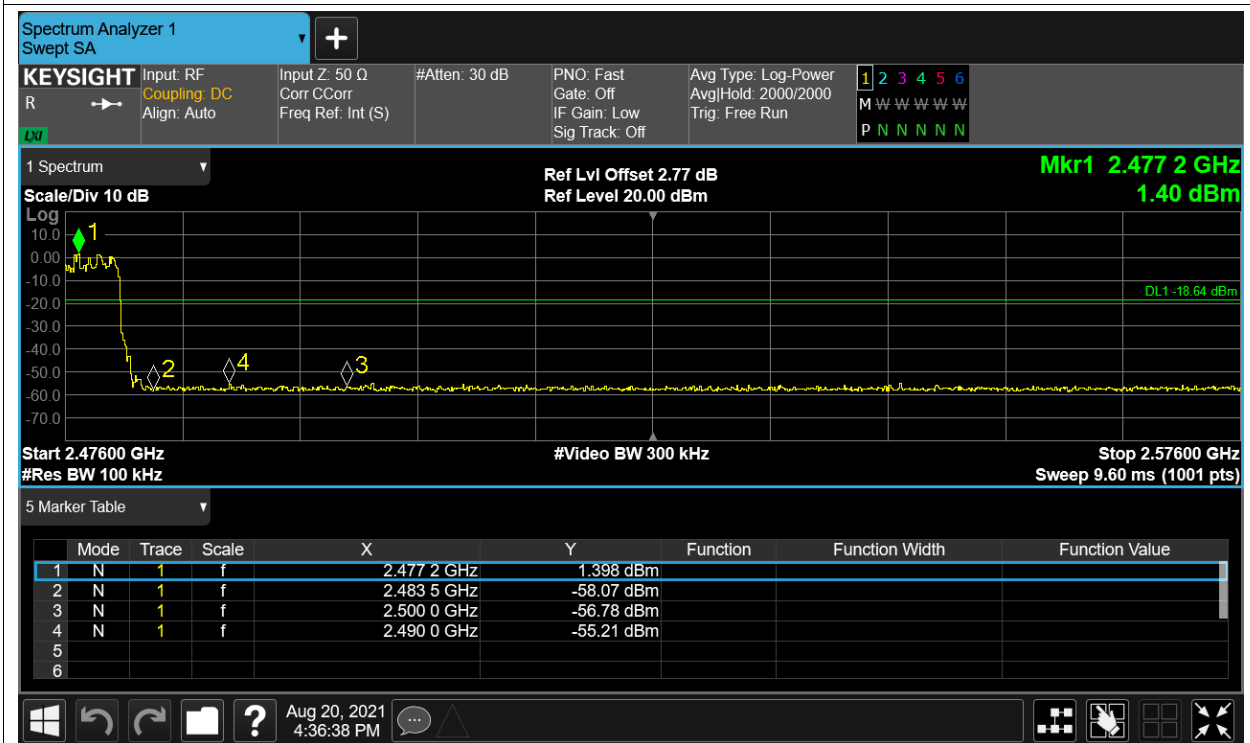 Spectrum Analyzer 1
Swept SA
KEYSIGHT Input: RF Input Z: 50 Ω #Atten: 30 dB PNO: Fast Avg Type: Log-Power 1 2 3 4 5 6
R Coupling: DC Corr CCorr Gate: Off Avg|Hold: 2000/2000 M W W W W W
Align: Auto Freq Ref: Int (S) IF Gain: Low Trig: Free Run
LXI Sig Track: Off P N N N N N
1 Spectrum Ref Lvl Offset 2.77 dB Mkr1 2.477 2 GHz
Scale/Div 10 dB Ref Level 20.00 dBm 1.40 dBm
Log
10.0 1
0.00
-10.0
DL1 -18.64 dBm
-20.0
-30.0
-40.0
-50.0 2 4 3
-60.0
-70.0
Start 2.47600 GHz #Video BW 300 kHz Stop 2.57600 GHz
#Res BW 100 kHz Sweep 9.60 ms (1001 pts)
5 Marker Table
Mode Trace Scale X Y Function Function Width Function Value
1 N 1 f 2.477 2 GHz 1.398 dBm
2 N 1 f 2.483 5 GHz -58.07 dBm
3 N 1 f 2.500 0 GHz -56.78 dBm
4 N 1 f 2.490 0 GHz -55.21 dBm
5
6
? Aug 20, 2021
4:36:38 PM